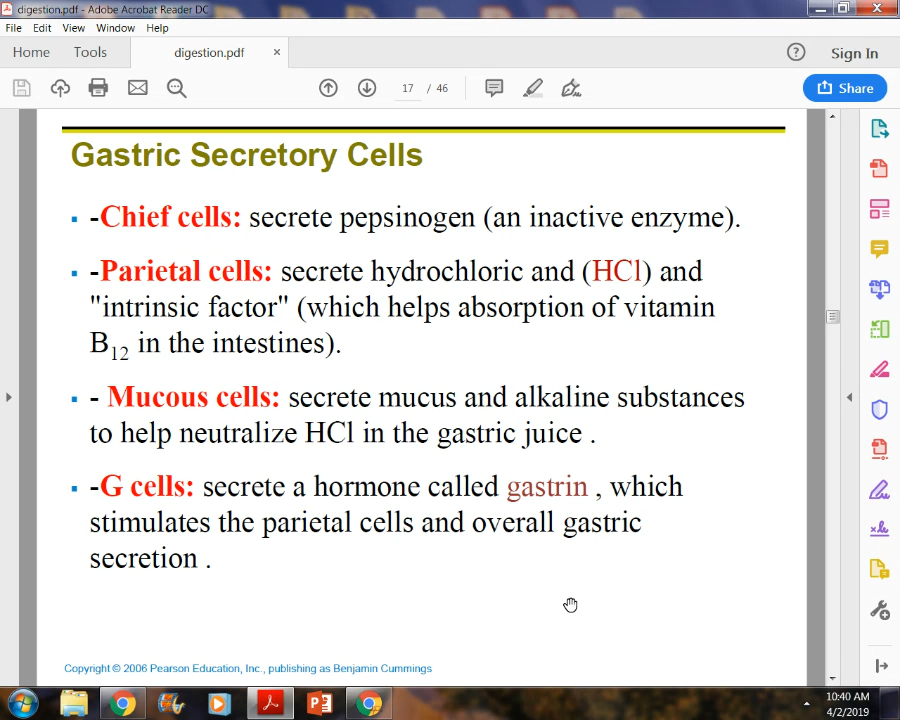 digestion.pdf - Adobe Acrobat Reader DC
File Edit View Window Help
Home Tools digestion.pdf × Sign In
17 / 46 Share
Gastric Secretory Cells
▪ -Chief cells: secrete pepsinogen (an inactive enzyme).
▪ -Parietal cells: secrete hydrochloric and (HCl) and
"intrinsic factor" (which helps absorption of vitamin
B12 in the intestines).
▪ - Mucous cells: secrete mucus and alkaline substances
to help neutralize HCl in the gastric juice .
▪ -G cells: secrete a hormone called gastrin , which
stimulates the parietal cells and overall gastric
secretion .
Copyright © 2006 Pearson Education, Inc., publishing as Benjamin Cummings
10:40 AM
4/2/2019